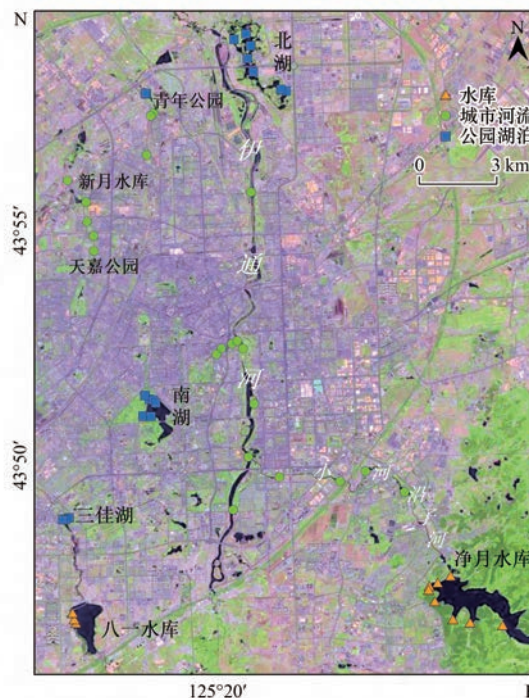 N
北湖
N
青年公园
水库
城市河流
公园湖泊
0 3 km
伊通河
新月水库
43°55'
天嘉公园
南湖
43°50'
小河沿子河
三佳湖
净月水库
八一水库
125°20'